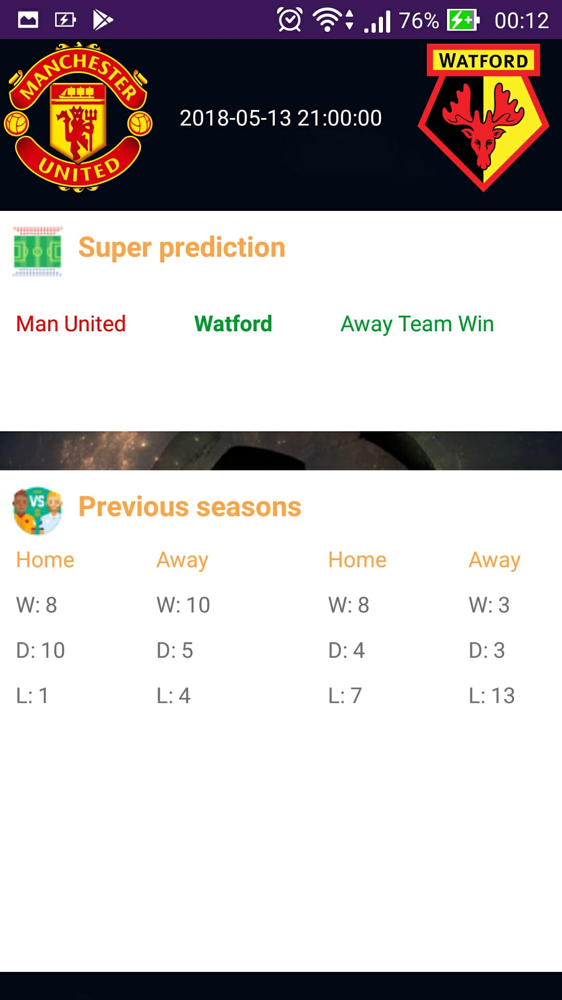 76% 00:12
MANCHESTER
UNITED
2018-05-13 21:00:00
WATFORD
Super prediction
Man United Watford Away Team Win
VS
Previous seasons
Home Away Home Away
W: 8 W: 10 W: 8 W: 3
D: 10 D: 5 D: 4 D: 3
L: 1 L: 4 L: 7 L: 13